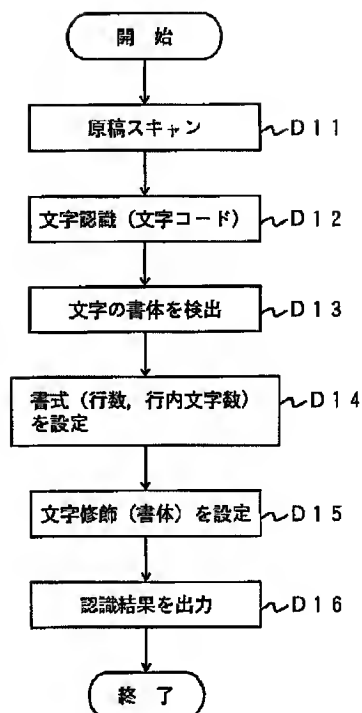 開 始
原稿スキャン D11
文字認識(文字コード) D12
文字の書体を検出 D13
書式(行数,行内文字数) D14
を設定
文字修飾(書体)を設定 D15
認識結果を出力 D16
終 了